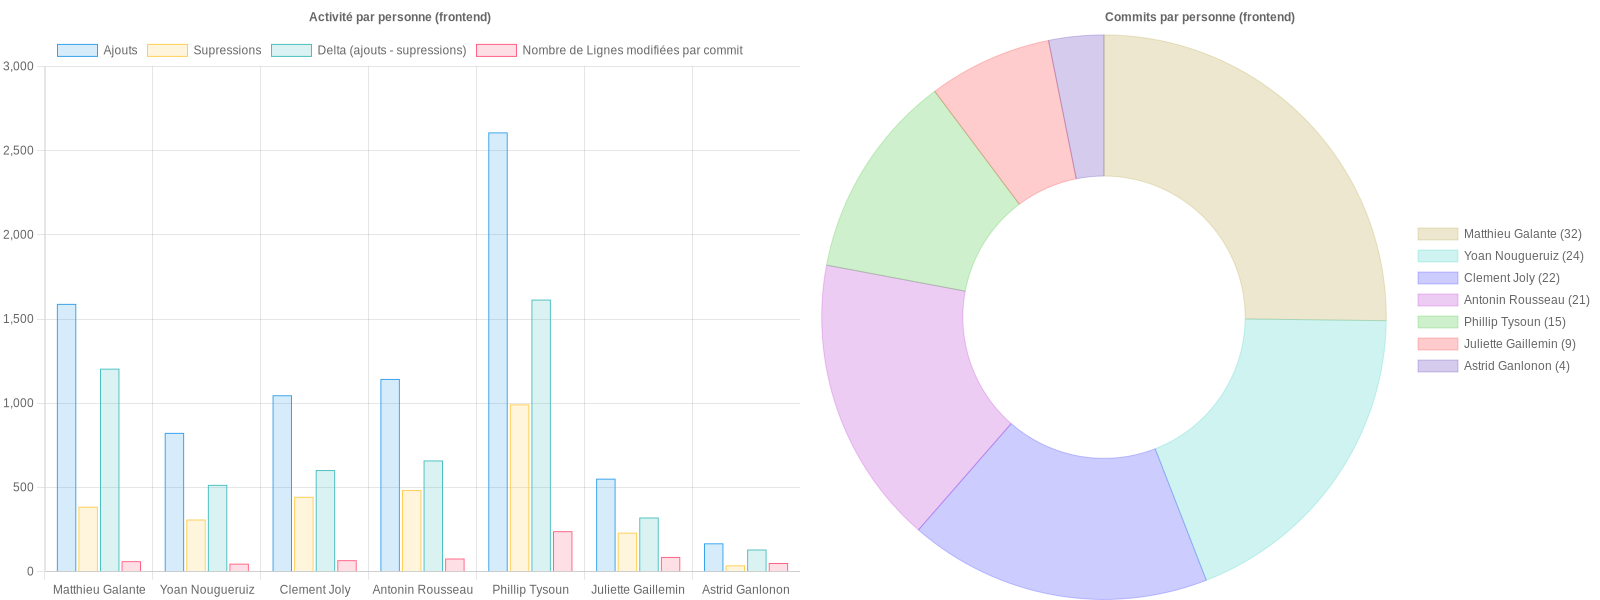 Activité par personne (frontend)
Ajouts
Supressions
Delta (ajouts - supressions)
Nombre de Lignes modifiées par commit
3,000
2,500
2,000
1,500
1,000
500
0
Matthieu Galante
Yoan Nougueruiz
Clement Joly
Antonin Rousseau
Phillip Tysoun
Juliette Gaillemin
Astrid Ganlonon
Commits par personne (frontend)
Matthieu Galante (32)
Yoan Nougueruiz (24)
Clement Joly (22)
Antonin Rousseau (21)
Phillip Tysoun (15)
Juliette Gaillemin (9)
Astrid Ganlonon (4)